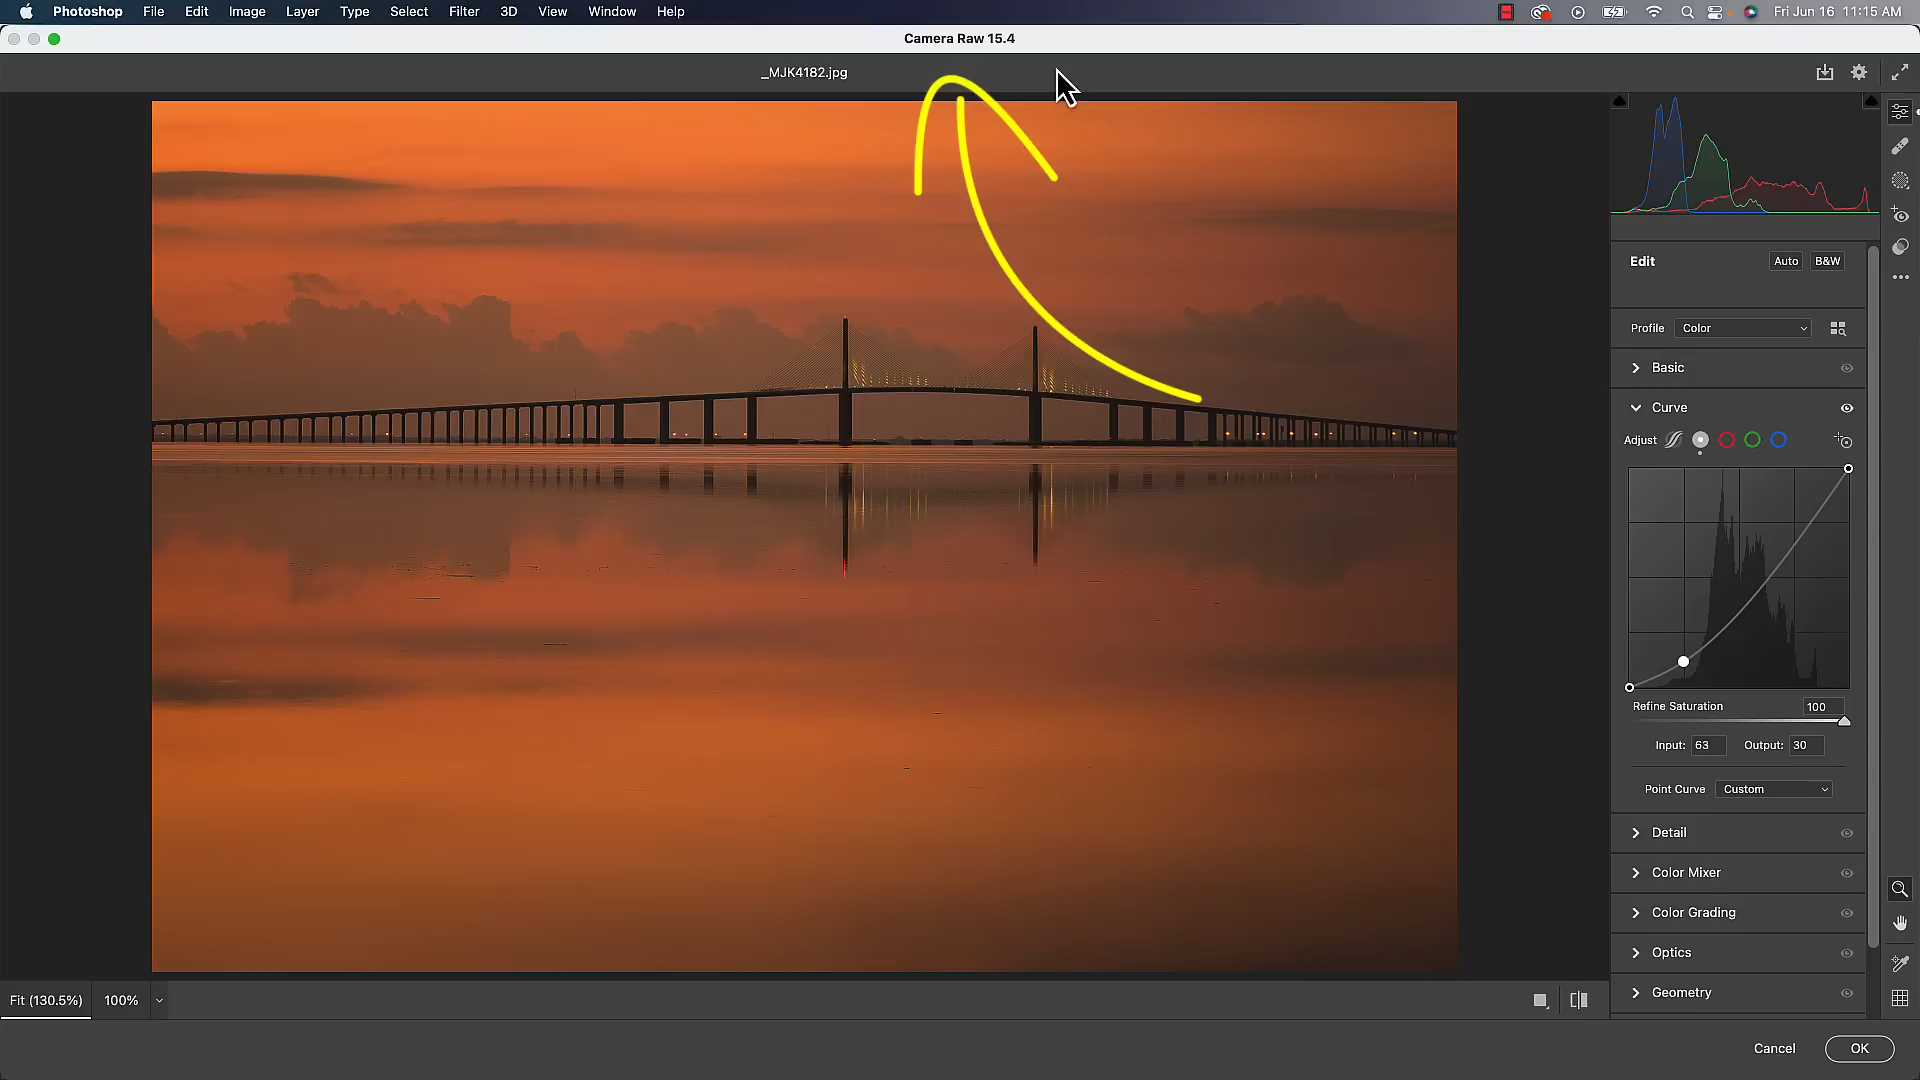 Photoshop File Edit Image Layer Type Select Filter 3D View Window Help Fri Jun 16 11:15 AM
Camera Raw 15.4
_MJK4182.jpg
Edit Auto B&W
Profile Color
Basic
Curve
Adjust
Refine Saturation 100
Input: 63 Output: 30
Point Curve Custom
Detail
Color Mixer
Color Grading
Optics
Geometry
Fit (130.5%) 100%
Cancel OK